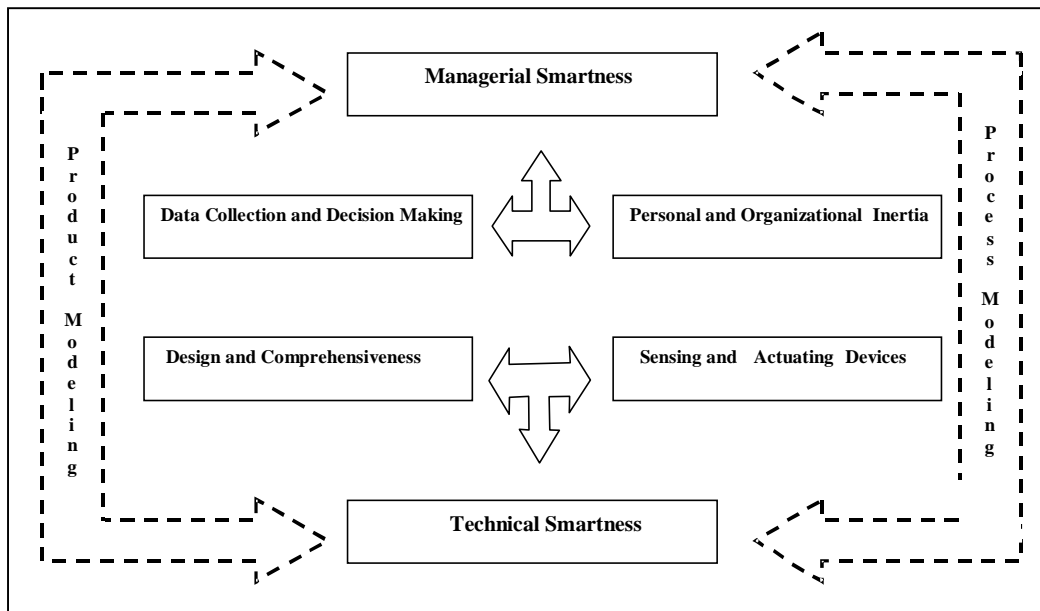 Managerial Smartness
Product Modeling
Process Modeling
Data Collection and Decision Making
Personal and Organizational Inertia
Design and Comprehensiveness
Sensing and Actuating Devices
Technical Smartness